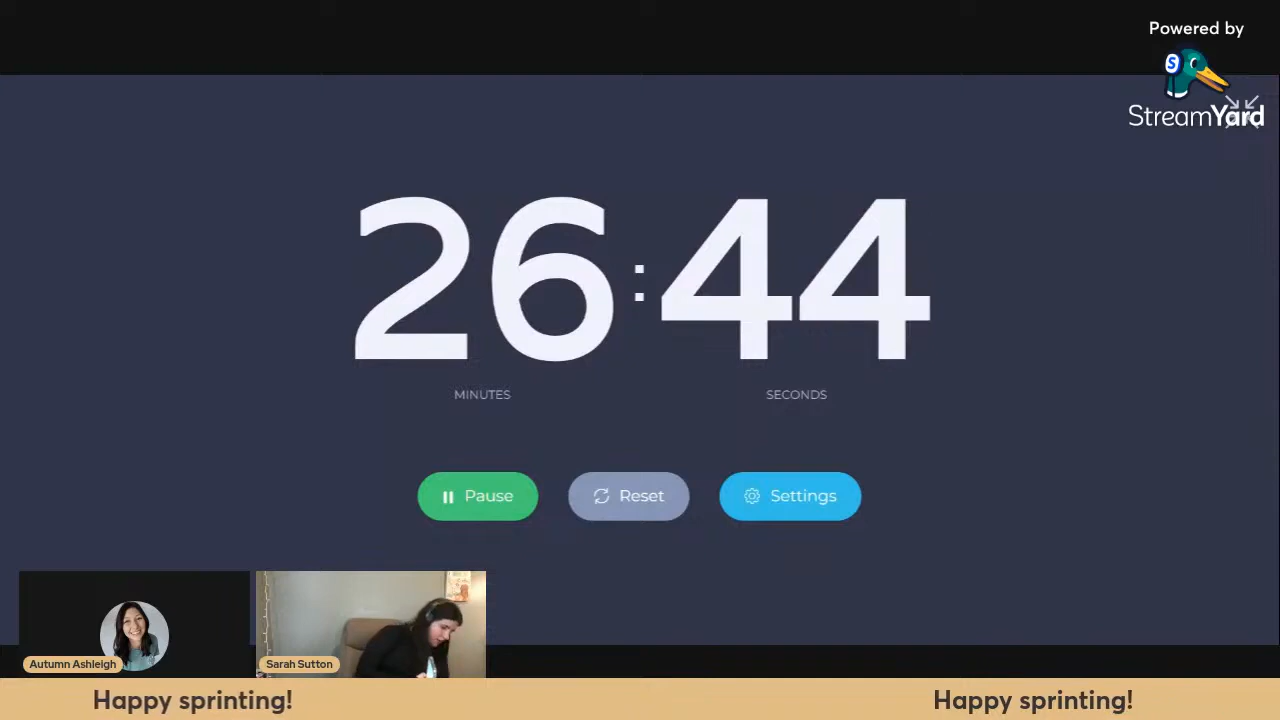 Powered by
S
StreamYard
26:44
MINUTES
SECONDS
Pause
Reset
Settings
Autumn Ashleigh
Sarah Sutton
Happy sprinting!
Happy sprinting!